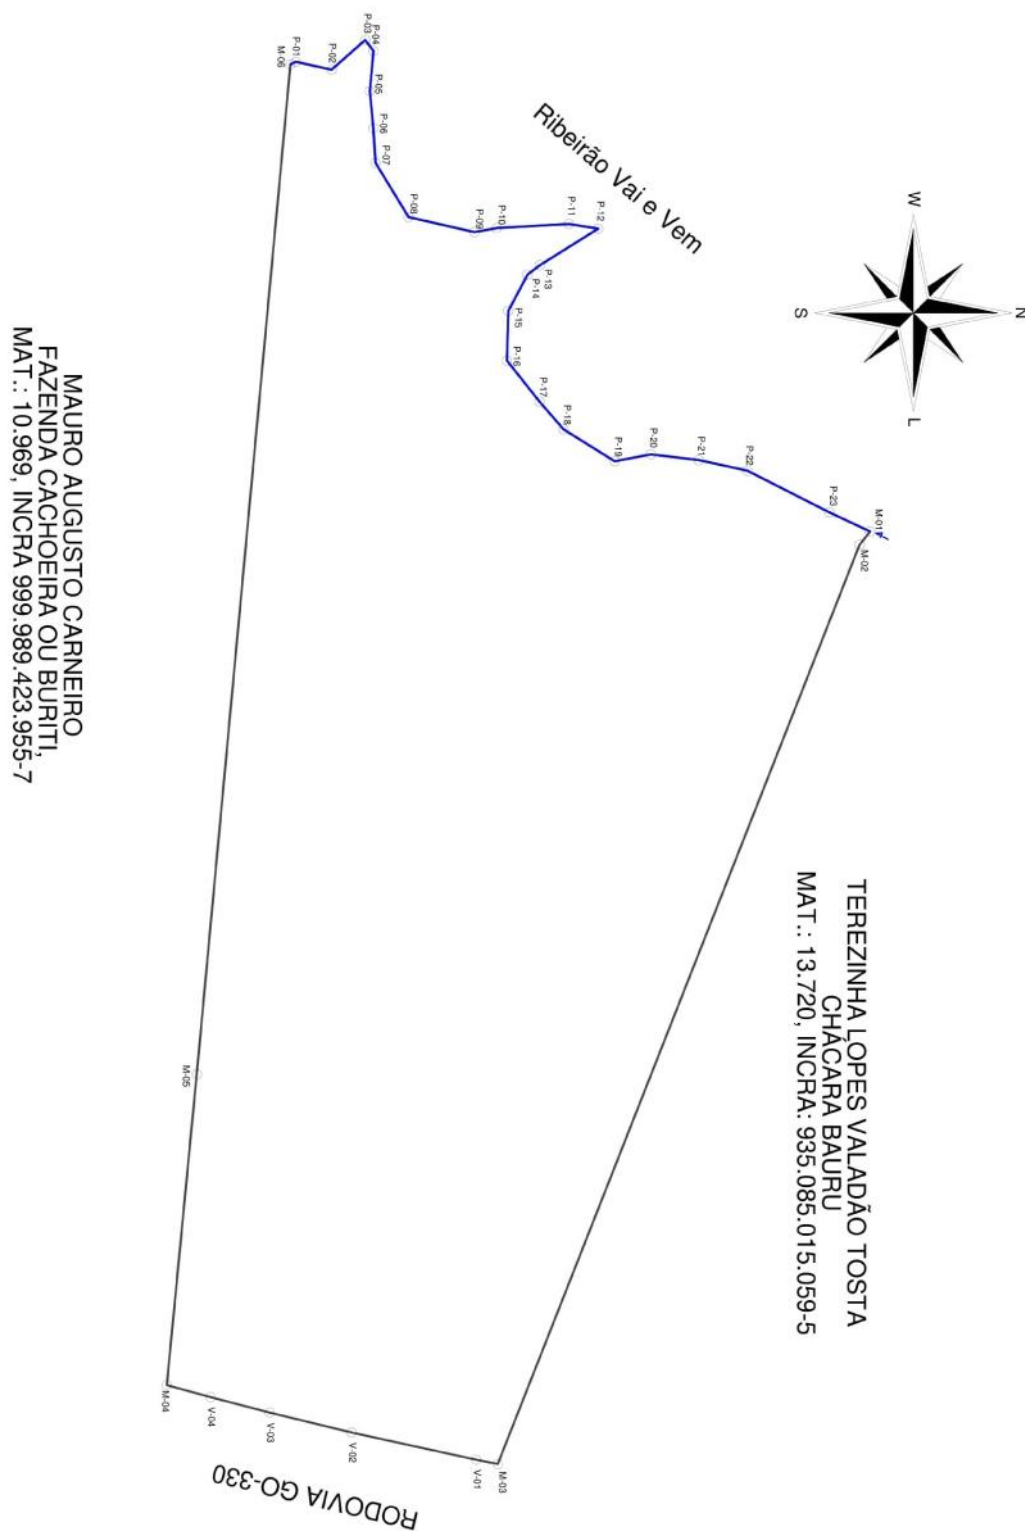 P-03
P-04
P-02
P-01
M-06
P-05
P-06
P-07
P-08
P-09
P-10
P-11
P-12
Ribeirão Vai e Vem
P-13
P-14
P-15
P-16
P-17
P-18
P-19
P-20
P-21
P-22
P-23
M-01
M-02
W
N
S
L
TEREZINHA LOPES VALADÃO TOSTA
CHÁCARA BAURU
MAT.: 13.720, INCRA: 935.085.015.059-5
MAURO AUGUSTO CARNEIRO
FAZENDA CACHOEIRA OU BURITI,
MAT.: 10.969, INCRA 999.989.423.955-7
M-05
M-04
V-04
V-03
V-02
V-01
M-03
RODOVIA GO-330